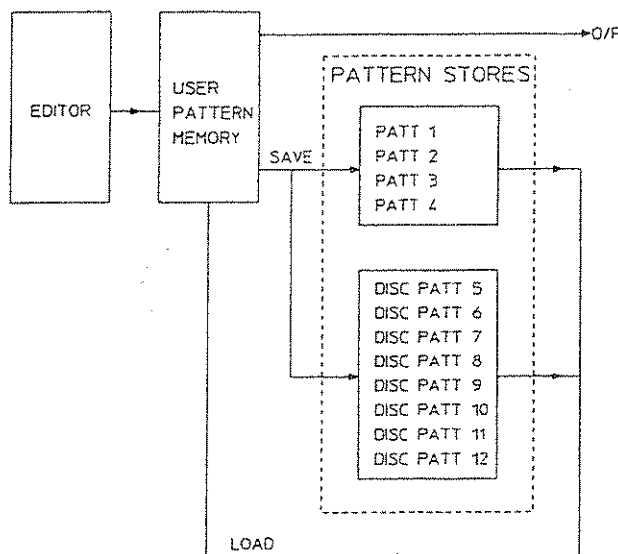 O/P
PATTERN STORES
EDITOR
USER
PATTERN
MEMORY
SAVE
PATT 1
PATT 2
PATT 3
PATT 4
DISC PATT 5
DISC PATT 6
DISC PATT 7
DISC PATT 8
DISC PATT 9
DISC PATT 10
DISC PATT 11
DISC PATT 12
LOAD